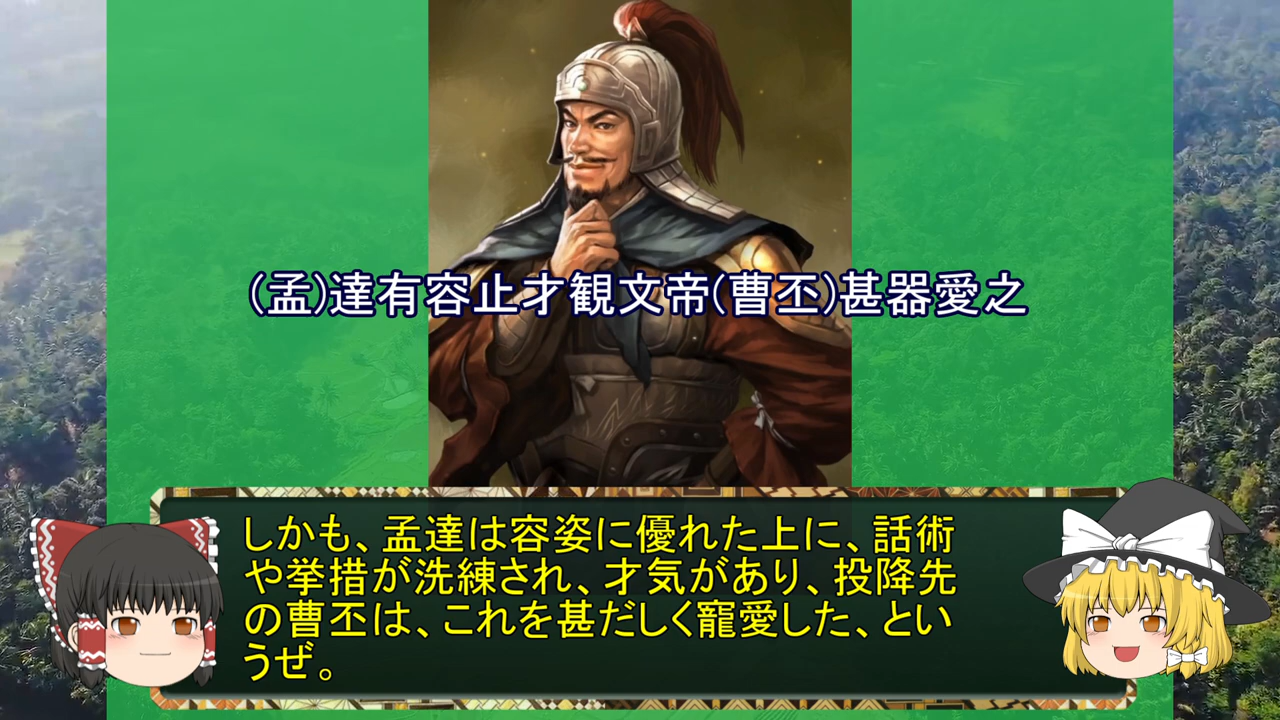 (孟)達有容止才観文帝(曹丕)甚器愛之
しかも、孟達は容姿に優れた上に、話術
や挙措が洗練され、才気があり、投降先
の曹丕は、これを甚だしく寵愛した、とい
うぜ。